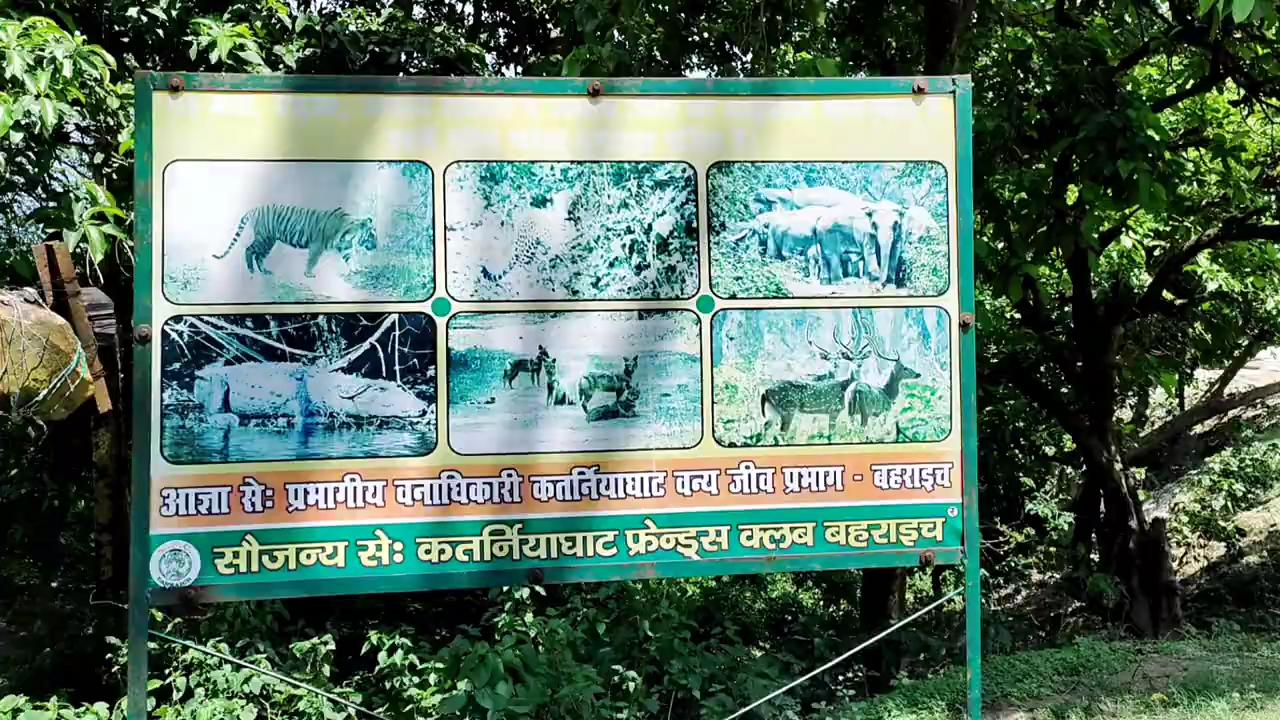 आज्ञा सेः प्रभागीय वनाधिकारी कतर्नियाघाट वन्य जीव प्रभाग - बहराइच
सौजन्य सेः कतर्नियाघाट फ्रेन्ड्स क्लब बहराइच